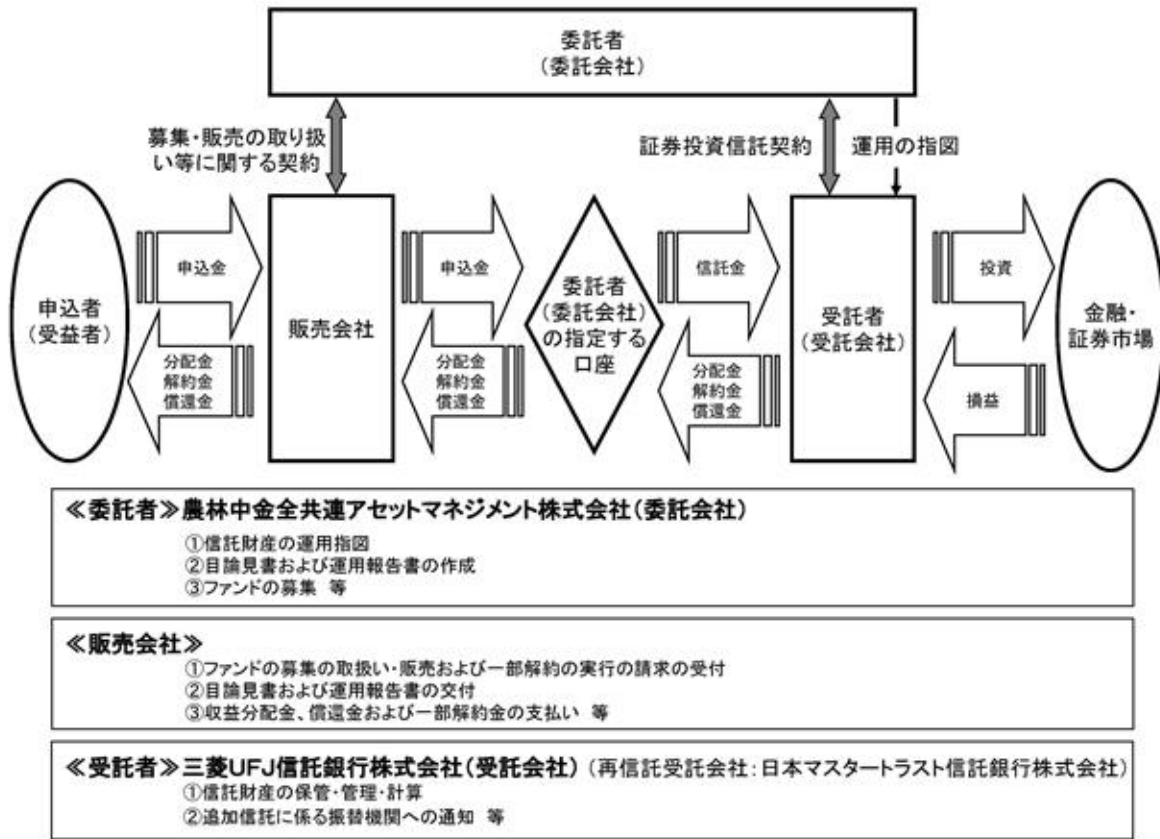 委託者
（委託会社）
募集・販売の取り扱
い等に関する契約
証券投資信託契約
運用の指図
申込者
（受益者）
申込金
分配金
解約金
償還金
販売会社
申込金
分配金
解約金
償還金
委託者
（委託会社）
の指定する
口座
信託金
分配金
解約金
償還金
受託者
（受託会社）
投資
損益
金融・
証券市場
≪委託者≫農林中金全共連アセットマネジメント株式会社（委託会社）
①信託財産の運用指図
②目論見書および運用報告書の作成
③ファンドの募集 等
≪販売会社≫
①ファンドの募集の取扱い・販売および一部解約の実行の請求の受付
②目論見書および運用報告書の交付
③収益分配金、償還金および一部解約金の支払い 等
≪受託者≫三菱UFJ信託銀行株式会社（受託会社）（再信託受託会社：日本マスタートラスト信託銀行株式会社）
①信託財産の保管・管理・計算
②追加信託に係る振替機関への通知 等